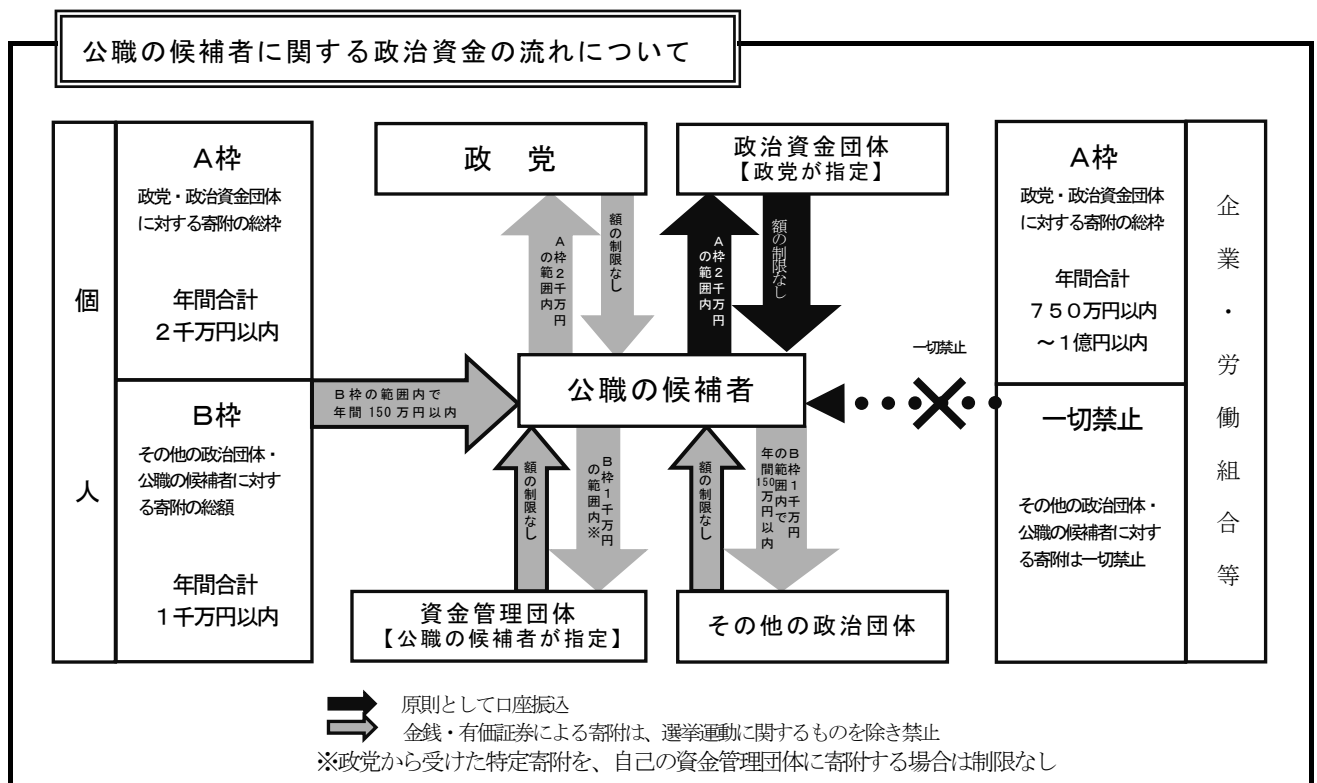 公職の候補者に関する政治資金の流れについて
個人
A枠
政党・政治資金団体
に対する寄附の総枠
年間合計
2千万円以内
B枠
その他の政治団体・
公職の候補者に対す
る寄附の総額
年間合計
1千万円以内
政 党
政治資金団体
【政党が指定】
A枠2千万円
の範囲内
額の制限なし
A枠2千万円
の範囲内
額の制限なし
B枠の範囲内で
年間150万円以内
公職の候補者
一切禁止
額の制限なし
B枠1千万円
の範囲内※
額の制限なし
B枠1千万円
の範囲内で
年間150万円以内
資金管理団体
【公職の候補者が指定】
その他の政治団体
A枠
政党・政治資金団体
に対する寄附の総枠
年間合計
750万円以内
~1億円以内
一切禁止
その他の政治団体・
公職の候補者に対す
る寄附は一切禁止
企業・労働組合等
原則として口座振込
金銭・有価証券による寄附は、選挙運動に関するものを除き禁止
※政党から受けた特定寄附を、自己の資金管理団体に寄附する場合は制限なし